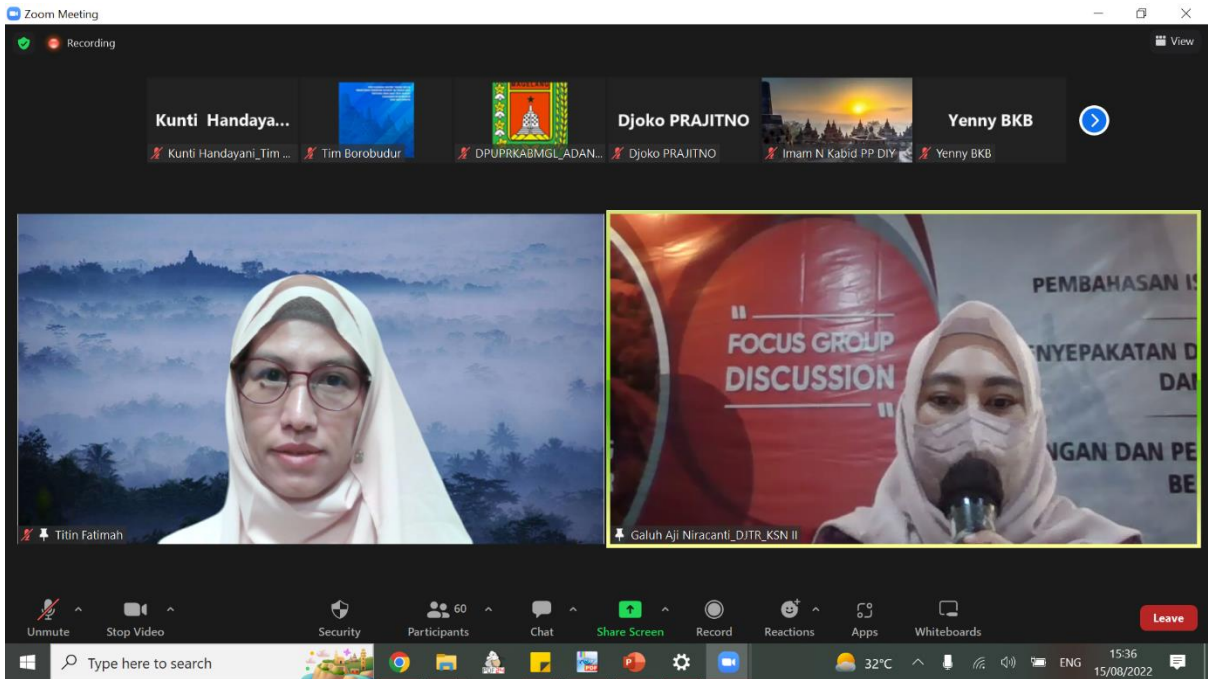 Zoom Meeting
Recording
View
Kunti Handaya...
Djoko PRAJITNO
Yenny BKB
Kunti Handayani_Tim ...
Tim Borobudur
DPUPRKABMGL_ADAN...
Djoko PRAJITNO
Imam N Kabid PP DIY
Yenny BKB
MAGELANG
"
FOCUS GROUP
DISCUSSION
"
PEMBAHASAN IS
NYEPAKATAN D
DAN
NGAN DAN PE
BE
Titin Fatimah
Galuh Aji Niracanti_DJTR_KSN II
Unmute
Stop Video
Security
Participants
60
Chat
Share Screen
Record
Reactions
Apps
Whiteboards
Leave
Type here to search
32°C
ENG
15:36
15/08/2022